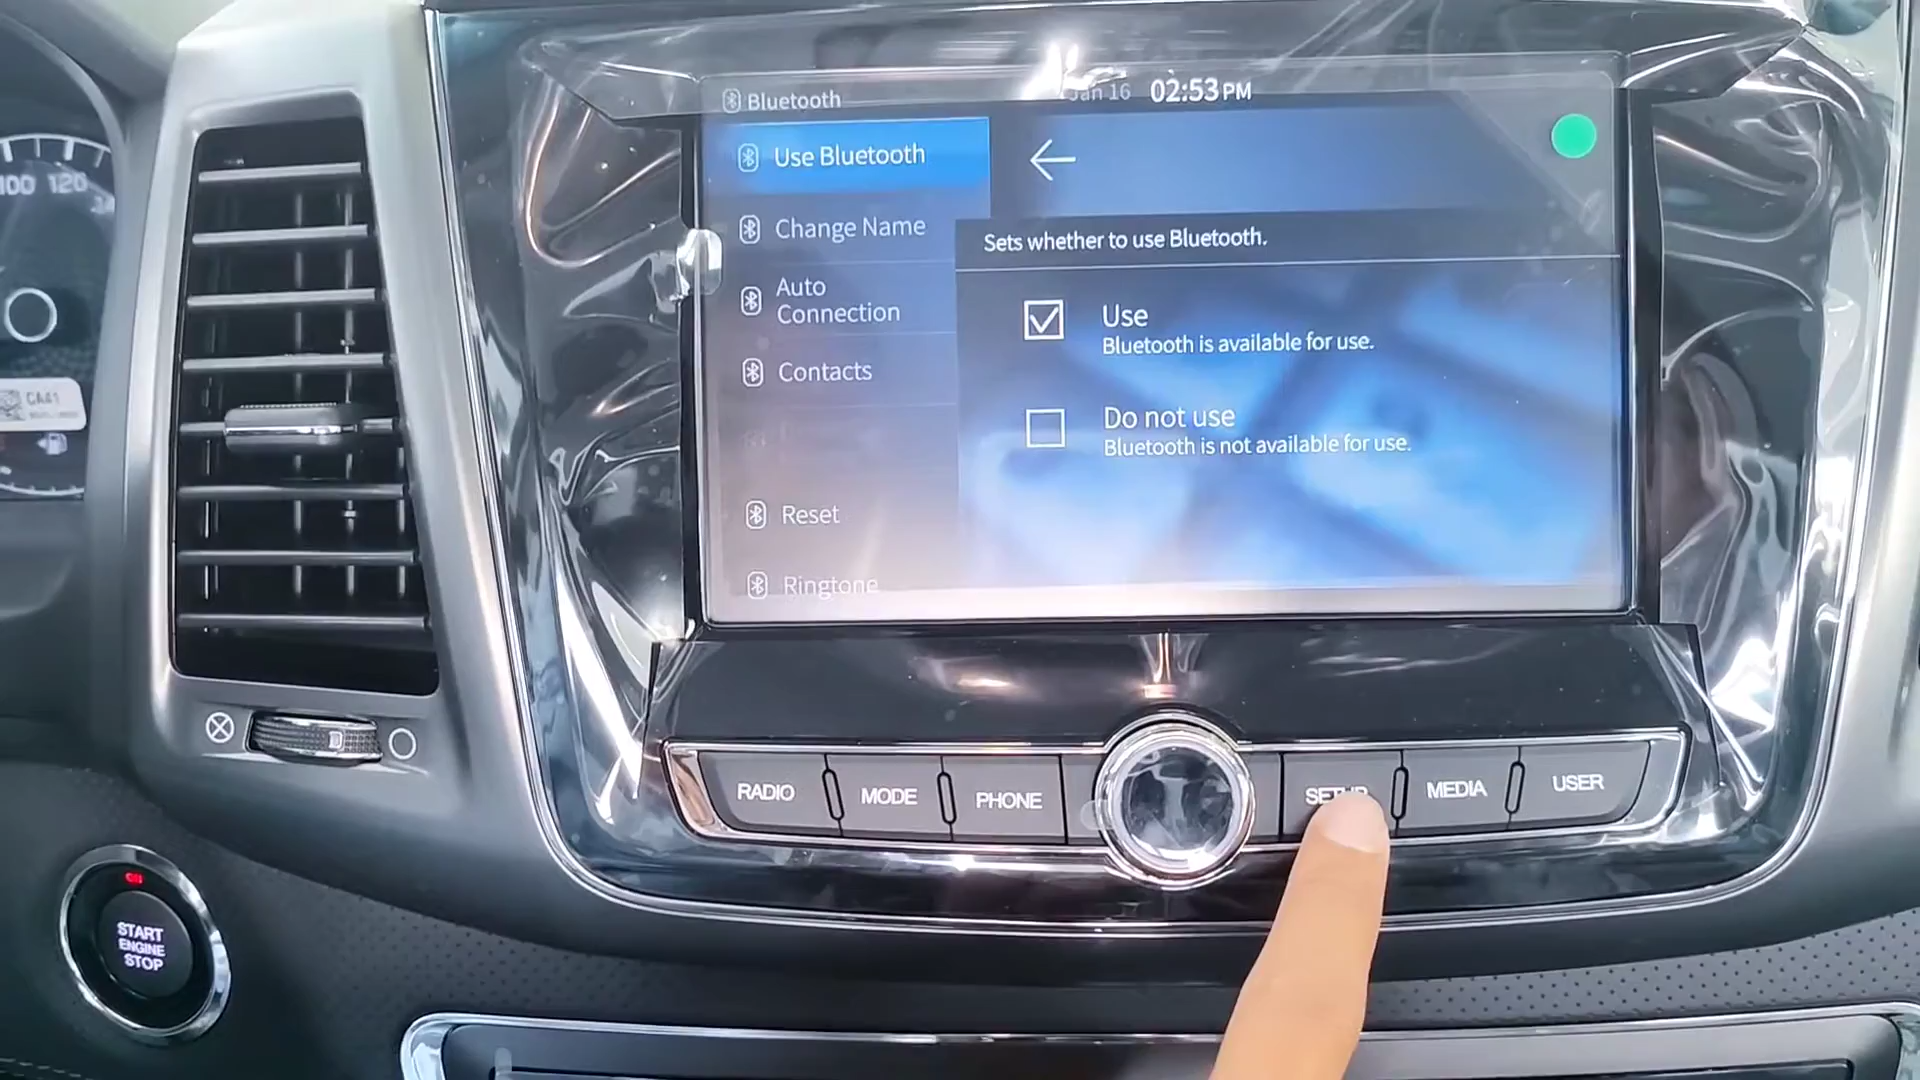 Bluetooth
Jan 16 02:53 PM
Use Bluetooth
Change Name
Auto
Connection
Contacts
Reset
Ringtone
Sets whether to use Bluetooth.
Use
Bluetooth is available for use.
Do not use
Bluetooth is not available for use.
RADIO
MODE
PHONE
SETUP
MEDIA
USER
START
ENGINE
STOP
100 120